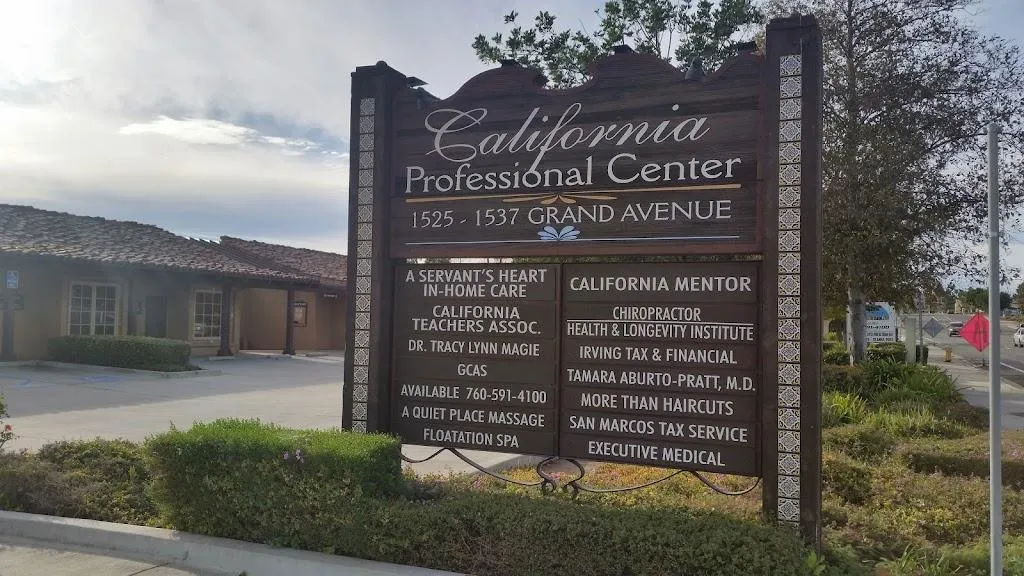 California
Professional Center
1525 - 1537 GRAND AVENUE
A SERVANT'S HEART
IN-HOME CARE
CALIFORNIA
TEACHERS ASSOC.
DR. TRACY LYNN MAGIE
GCAS
AVAILABLE 760-591-4100
A QUIET PLACE MASSAGE
FLOATATION SPA
CALIFORNIA MENTOR
CHIROPRACTOR
HEALTH & LONGEVITY INSTITUTE
IRVING TAX & FINANCIAL
TAMARA ABURTO-PRATT, M.D.
MORE THAN HAIRCUTS
SAN MARCOS TAX SERVICE
EXECUTIVE MEDICAL